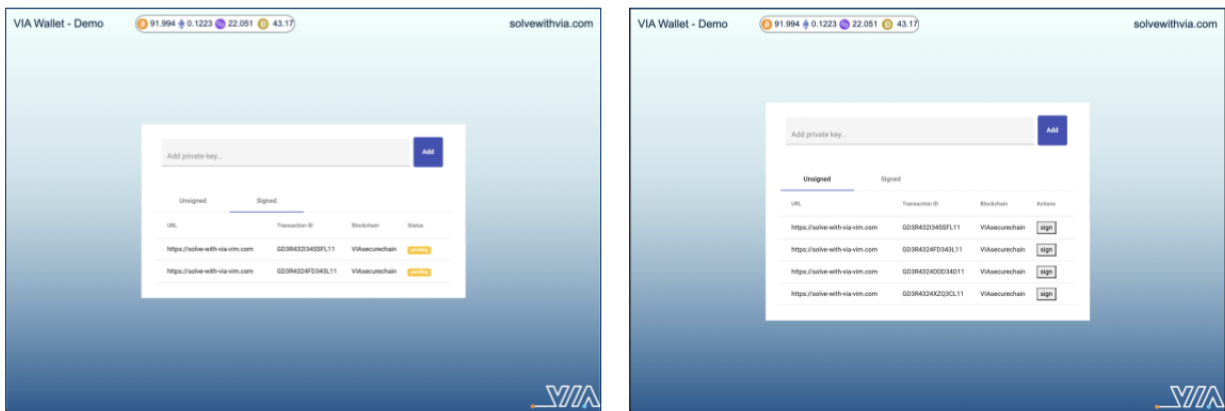 VIA Wallet - Demo 91.994 0.1223 22.051 43.17 solvewithvia.com
Add private key... Add
Unsigned Signed
URL Transaction ID Blockchain Status
https://solve-with-via-vim.com GD3R432I34SSFL11 VIAsecurechain pending
https://solve-with-via-vim.com GD3R4324FD343L11 VIAsecurechain pending
VIA
VIA Wallet - Demo 91.994 0.1223 22.051 43.17 solvewithvia.com
Add private key... Add
Unsigned Signed
URL Transaction ID Blockchain Actions
https://solve-with-via-vim.com GD3R432I34SSFL11 VIAsecurechain sign
https://solve-with-via-vim.com GD3R4324FD343L11 VIAsecurechain sign
https://solve-with-via-vim.com GD3R4324DDD34D11 VIAsecurechain sign
https://solve-with-via-vim.com GD3R4324XZQ3CL11 VIAsecurechain sign
VIA